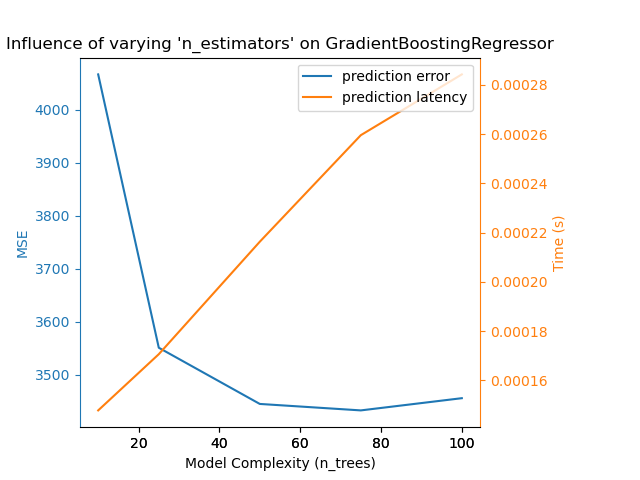 Influence of varying 'n_estimators' on GradientBoostingRegressor
prediction error
prediction latency
4000
3900
3800
3700
3600
3500
MSE
0.00028
0.00026
0.00024
0.00022
0.00020
0.00018
0.00016
Time (s)
20 40 60 80 100
Model Complexity (n_trees)